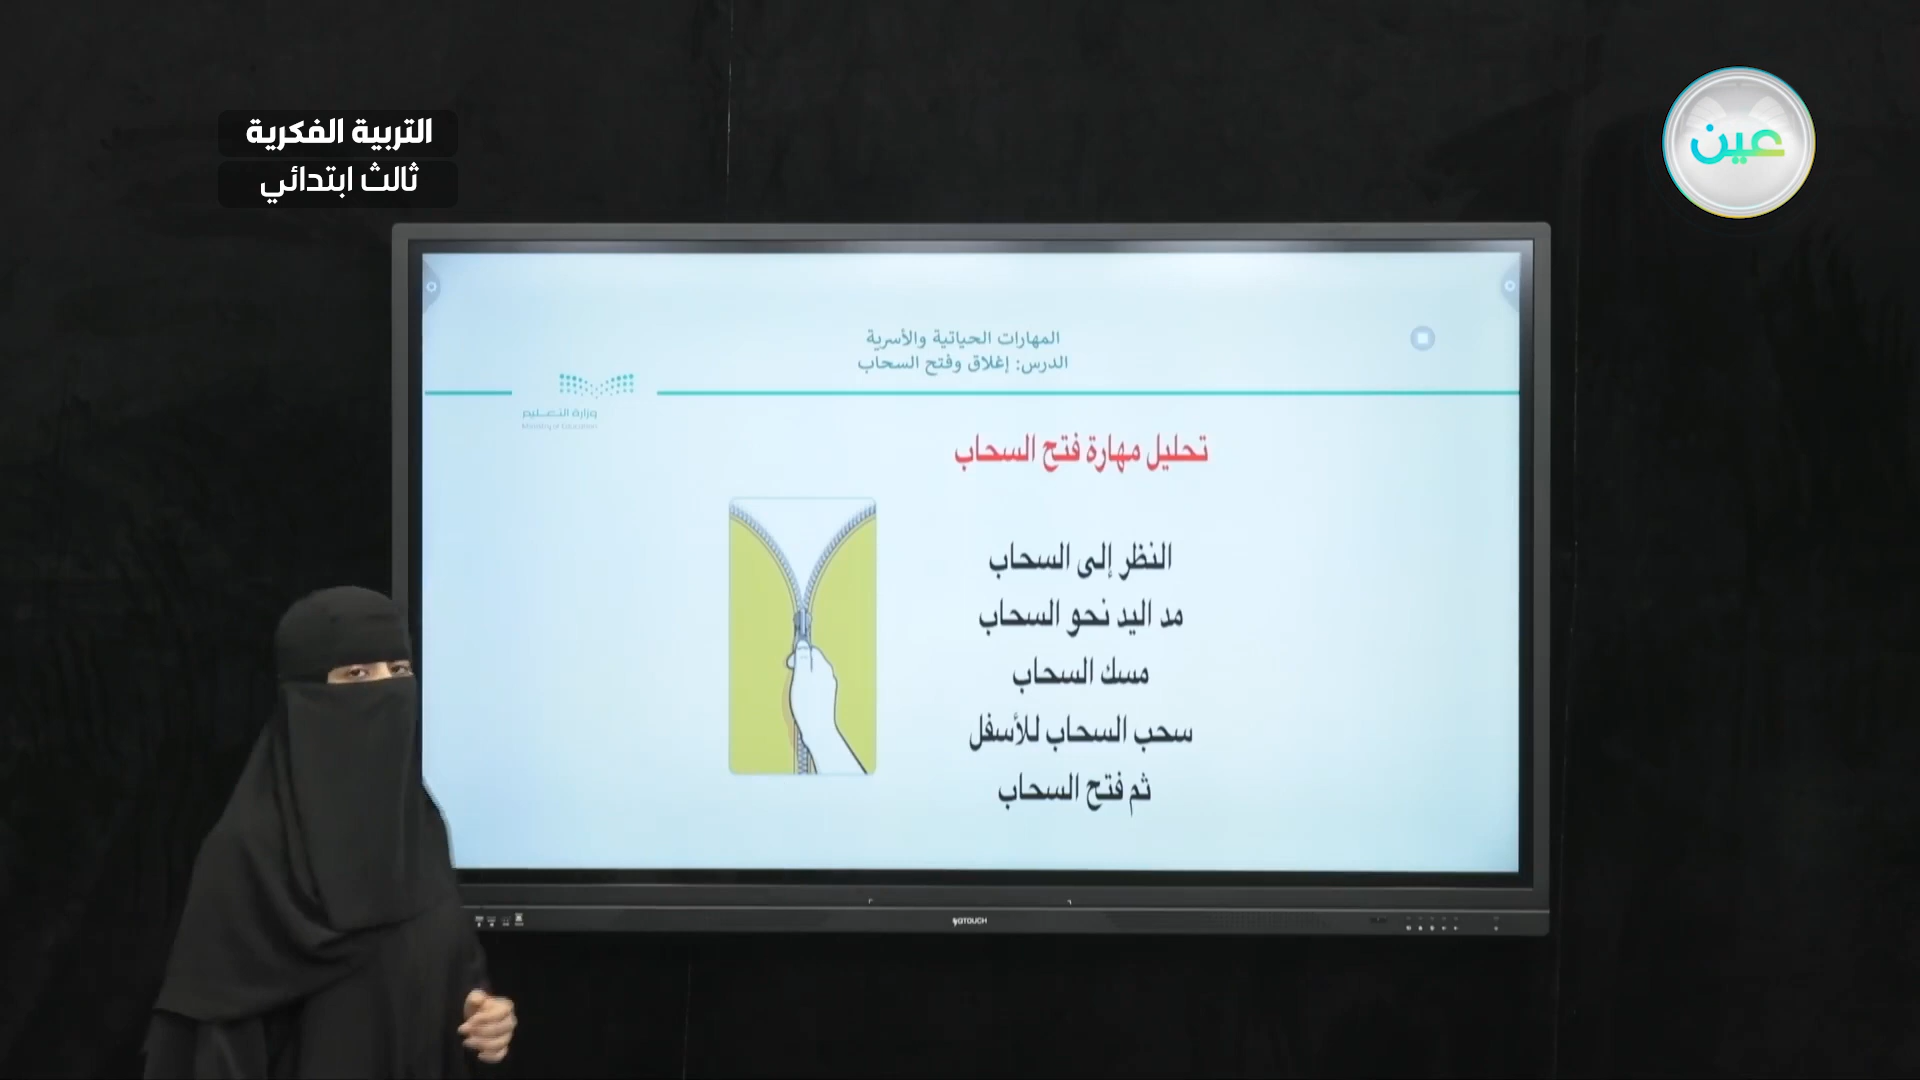 التربية الفكرية
ثالث ابتدائي
عين
المهارات الحياتية والأسرية
الدرس: إغلاق وفتح السحاب
وزارة التعليم
Ministry of Education
تحليل مهارة فتح السحاب
النظر إلى السحاب
مد اليد نحو السحاب
مسك السحاب
سحب السحاب للأسفل
ثم فتح السحاب